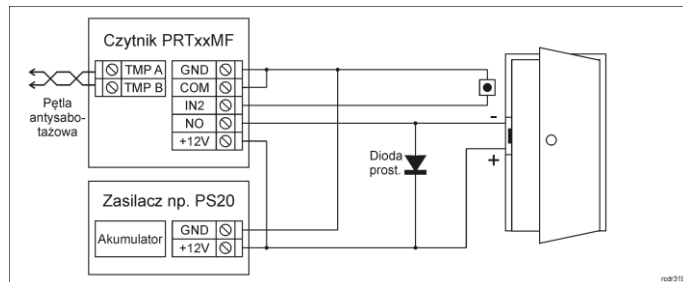 Czytnik PRTxxMF
TMP A
TMP B
GND
COM
IN2
NO
+12V
Pętla
antysabo-
tażowa
Dioda
prost.
-
+
Zasilacz np. PS20
Akumulator
GND
+12V